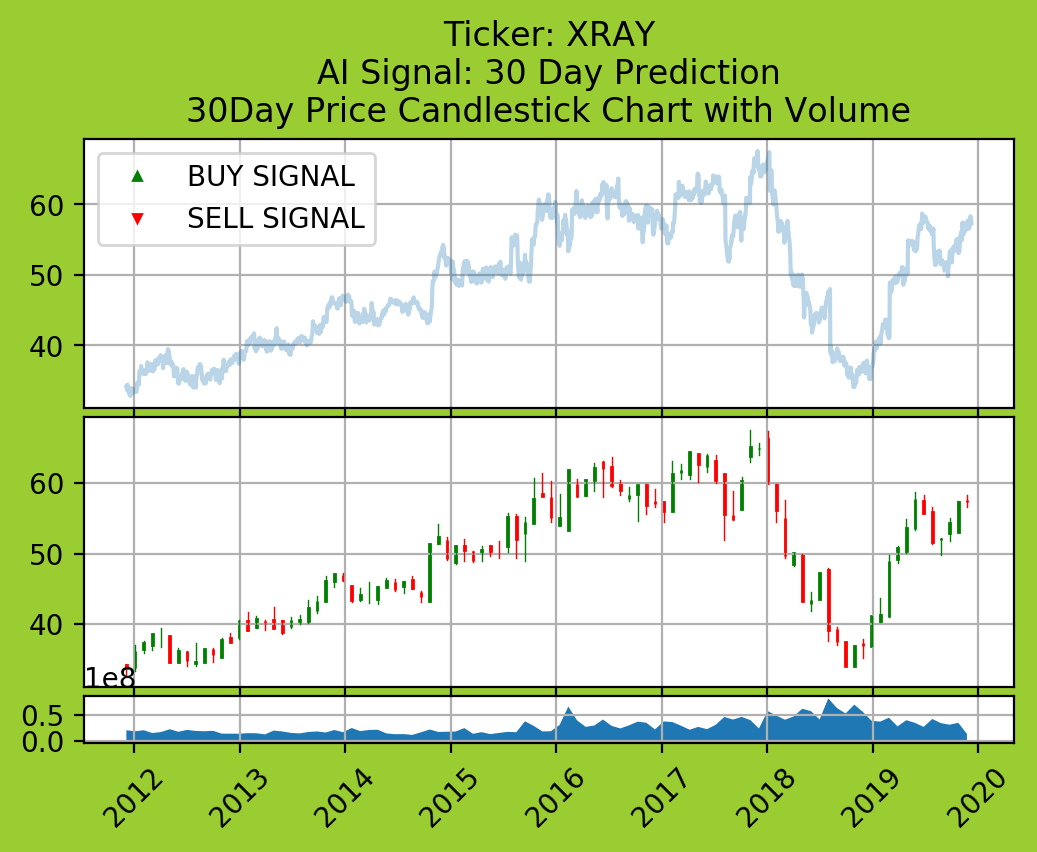 Ticker: XRAY
AI Signal: 30 Day Prediction
30Day Price Candlestick Chart with Volume
BUY SIGNAL
SELL SIGNAL
60
50
40
60
50
40
1e8
0.5
0.0
2012
2013
2014
2015
2016
2017
2018
2019
2020